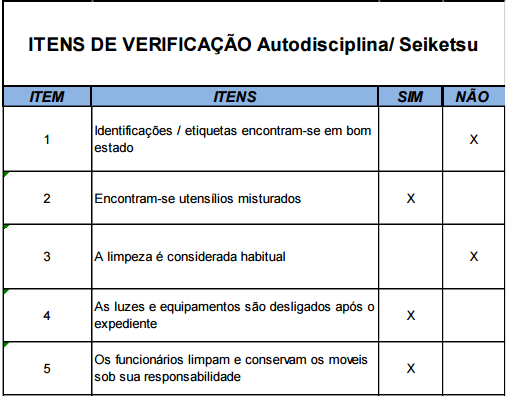 ITENS DE VERIFICAÇÃO Autodisciplina/ Seiketsu
ITEM ITENS SIM NÃO
1 Identificações / etiquetas encontram-se em bom
estado X
2 Encontram-se utensílios misturados X
3 A limpeza é considerada habitual X
4 As luzes e equipamentos são desligados após o
expediente X
5 Os funcionários limpam e conservam os moveis
sob sua responsabilidade X